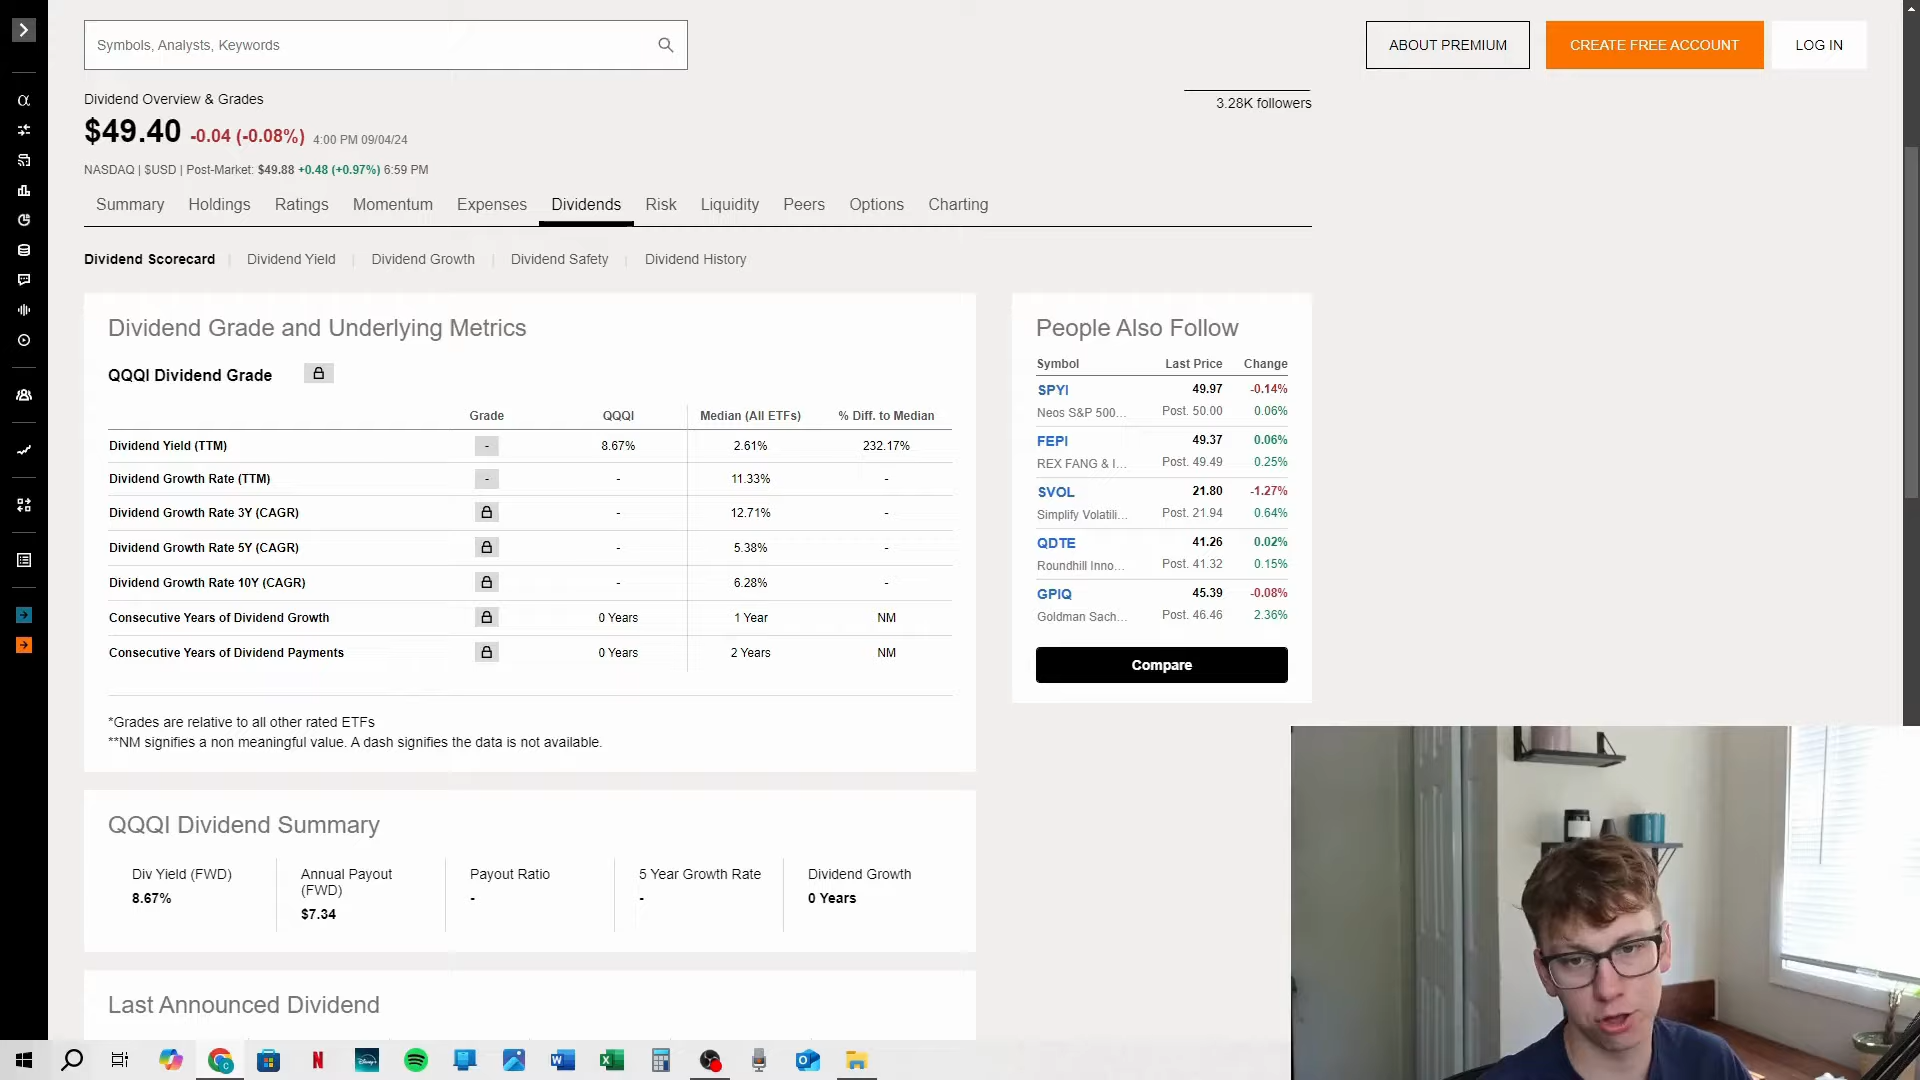 Symbols, Analysts, Keywords
ABOUT PREMIUM
CREATE FREE ACCOUNT
LOG IN
Dividend Overview & Grades
3.28K followers
$49.40 -0.04 (-0.08%) 4:00 PM 09/04/24
NASDAQ | $USD | Post-Market: $49.88 +0.48 (+0.97%) 6:59 PM
Summary Holdings Ratings Momentum Expenses Dividends Risk Liquidity Peers Options Charting
Dividend Scorecard | Dividend Yield | Dividend Growth | Dividend Safety | Dividend History
Dividend Grade and Underlying Metrics
QQQI Dividend Grade
Grade QQQI Median (All ETFs) % Diff. to Median
Dividend Yield (TTM) - 8.67% 2.61% 232.17%
Dividend Growth Rate (TTM) - - 11.33% -
Dividend Growth Rate 3Y (CAGR) - 12.71% -
Dividend Growth Rate 5Y (CAGR) - 5.38% -
Dividend Growth Rate 10Y (CAGR) - 6.28% -
Consecutive Years of Dividend Growth 0 Years 1 Year NM
Consecutive Years of Dividend Payments 0 Years 2 Years NM
*Grades are relative to all other rated ETFs
**NM signifies a non meaningful value. A dash signifies the data is not available.
People Also Follow
Symbol Last Price Change
SPYI 49.97 -0.14%
Neos S&P 500... Post. 50.00 0.06%
FEPI 49.37 0.06%
REX FANG & I... Post. 49.49 0.25%
SVOL 21.80 -1.27%
Simplify Volatili... Post. 21.94 0.64%
QDTE 41.26 0.02%
Roundhill Inno... Post. 41.32 0.15%
GPIQ 45.39 -0.08%
Goldman Sach... Post. 46.46 2.36%
Compare
QQQI Dividend Summary
Div Yield (FWD)
8.67%
Annual Payout
(FWD)
$7.34
Payout Ratio
-
5 Year Growth Rate
-
Dividend Growth
0 Years
Last Announced Dividend